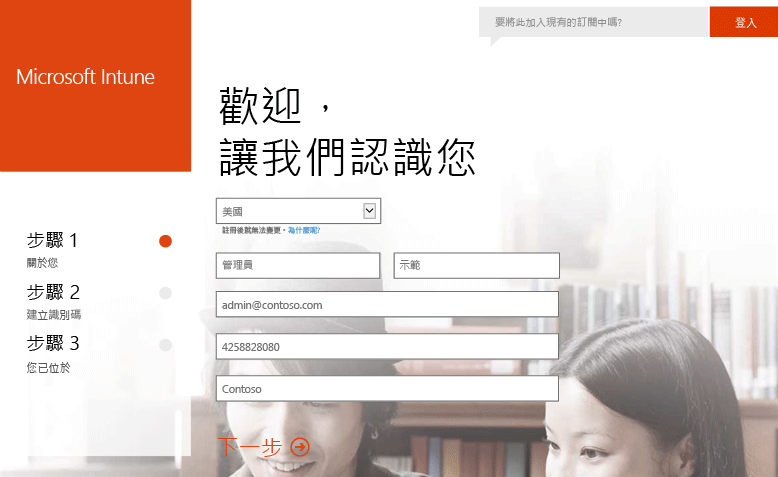 要將此加入現有的訂閱中嗎?
登入
Microsoft Intune
歡迎，
讓我們認識您
美國
註冊後就無法變更。為什麼呢?
管理員
示範
admin@contoso.com
4258828080
Contoso
下一步
步驟 1
關於您
步驟 2
建立識別碼
步驟 3
您已位於